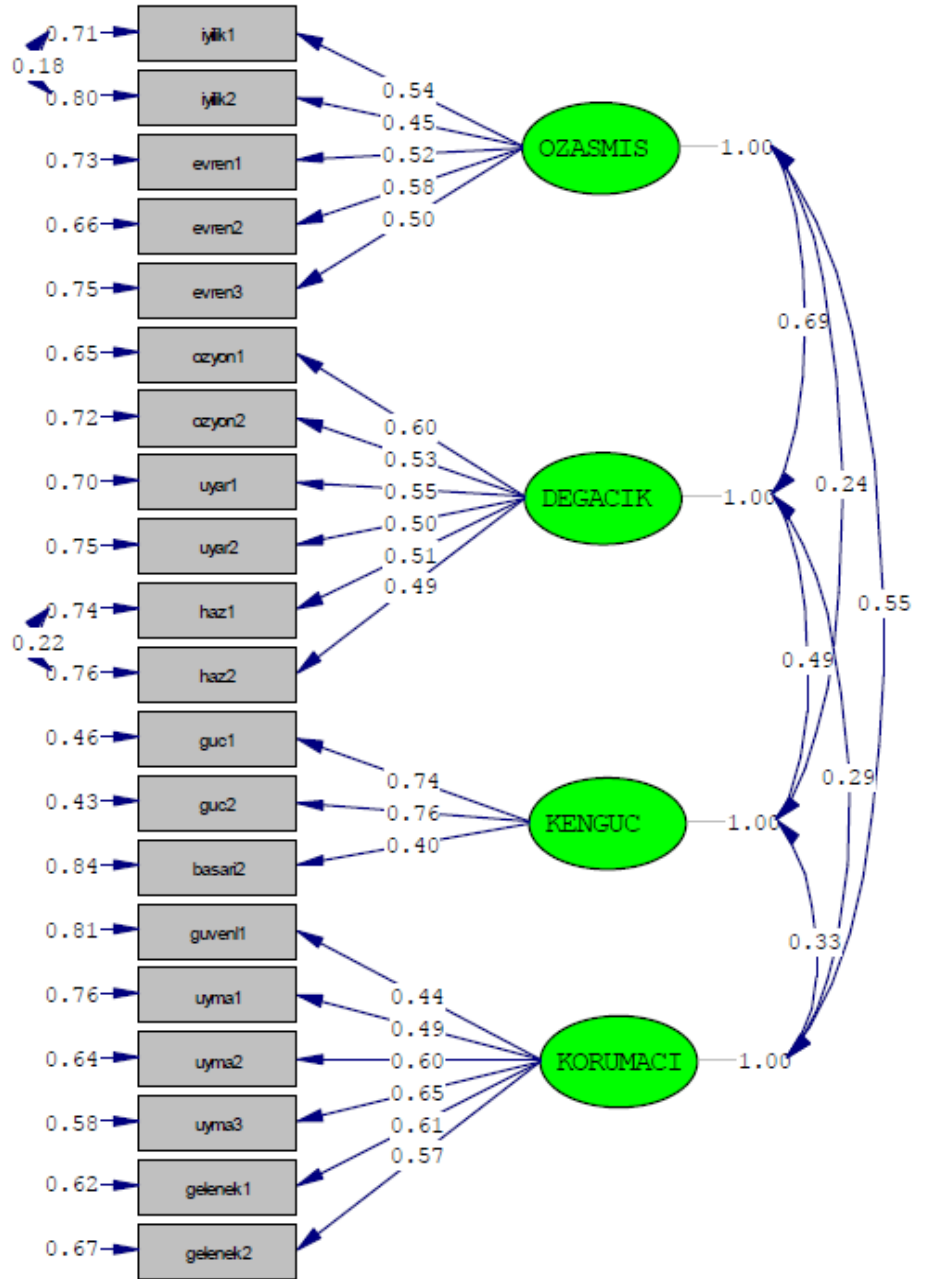 0.71 iyilik1
0.18
0.80 iyilik2
0.73 evren1
0.66 evren2
0.75 evren3
0.65 ozyon1
0.72 ozyon2
0.70 uyar1
0.75 uyar2
0.74 haz1
0.22
0.76 haz2
0.46 guc1
0.43 guc2
0.84 basari2
0.81 guvenl1
0.76 uyma1
0.64 uyma2
0.58 uyma3
0.62 gelenek1
0.67 gelenek2
0.54
0.45
0.52
0.58
0.50
OZASMIS 1.00
0.60
0.53
0.55
0.50
0.51
0.49
DEGACIK 1.00
0.74
0.76
0.40
KENGUC 1.00
0.44
0.49
0.60
0.65
0.61
0.57
KORUMACI 1.00
0.69
0.24
0.55
0.49
0.29
0.33